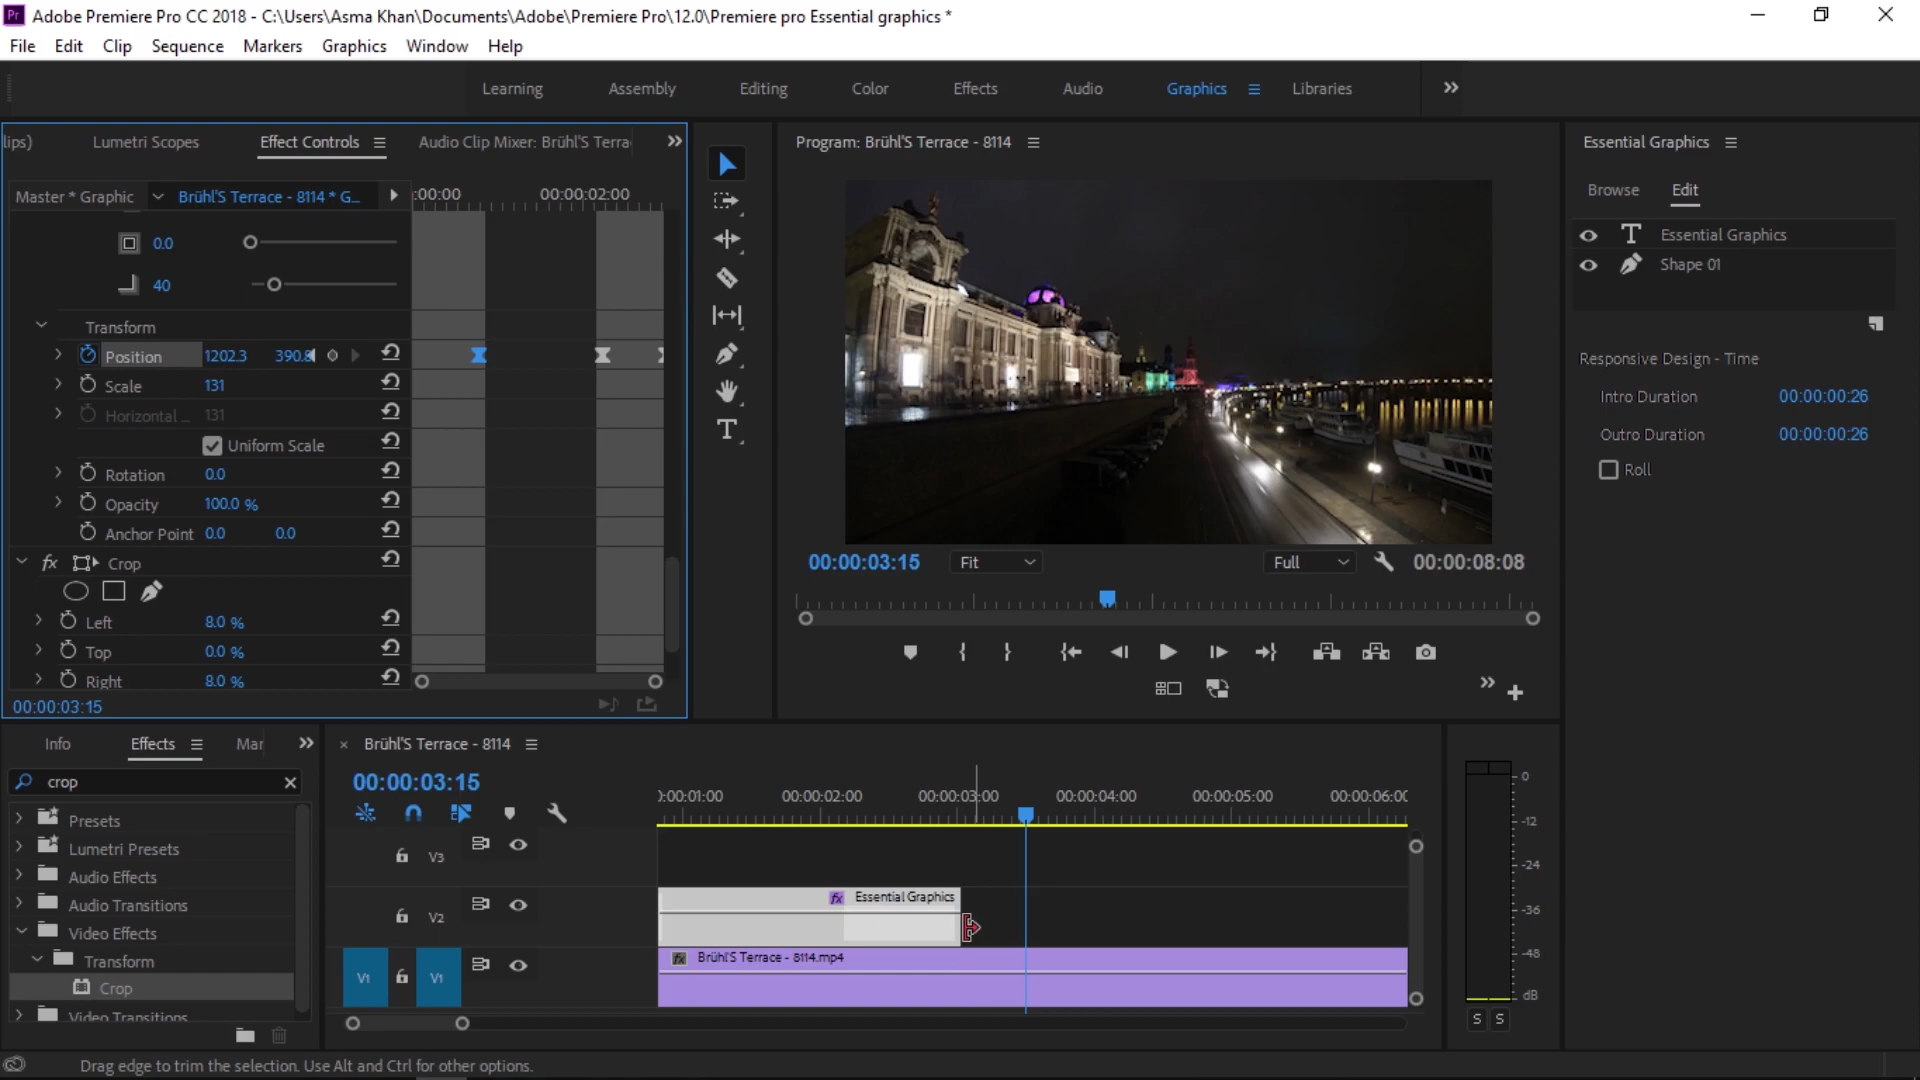 Adobe Premiere Pro CC 2018 - C:\Users\Asma Khan\Documents\Adobe\Premiere Pro\12.0\Premiere pro Essential graphics *
File Edit Clip Sequence Markers Graphics Window Help
Learning Assembly Editing Color Effects Audio Graphics Libraries
lips) Lumetri Scopes Effect Controls Audio Clip Mixer: Brühl'S Terra
Master * Graphic Brühl'S Terrace - 8114 * G...
:00:00 00:00:02:00
0.0
40
Transform
Position 1202.3 390.8
Scale 131
Horizontal ... 131
Uniform Scale
Rotation 0.0
Opacity 100.0 %
Anchor Point 0.0 0.0
fx Crop
Left 8.0 %
Top 0.0 %
Right 8.0 %
00:00:03:15
Program: Brühl'S Terrace - 8114
00:00:03:15 Fit Full 00:00:08:08
Essential Graphics
Browse Edit
Essential Graphics
Shape 01
Responsive Design - Time
Intro Duration 00:00:00:26
Outro Duration 00:00:00:26
Roll
Info Effects Mar
crop
Presets
Lumetri Presets
Audio Effects
Audio Transitions
Video Effects
Transform
Crop
Video Transitions
Brühl'S Terrace - 8114
00:00:03:15
:00:01:00 00:00:02:00 00:00:03:00 00:00:04:00 00:00:05:00 00:00:06:00
V3
V2
fx Essential Graphics
V1 V1
fx Brühl'S Terrace - 8114.mp4
0
-12
-24
-36
-48
dB
S S
Drag edge to trim the selection. Use Alt and Ctrl for other options.